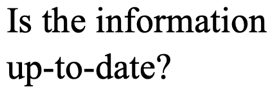 Is the information
up-to-date?